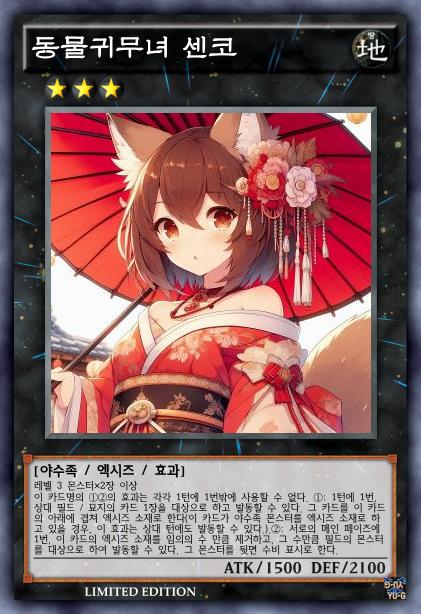 동물귀무녀 센코
땅
地
[야수족 / 엑시즈 / 효과]
레벨 3 몬스터×2장 이상
이 카드명의 ①②의 효과는 각각 1턴에 1번밖에 사용할 수 없다. ①: 1턴에 1번,
상대 필드 / 묘지의 카드 1장을 대상으로 하고 발동할 수 있다. 그 카드를 이 카드
의 아래에 겹쳐 엑시즈 소재로 한다(이 카드가 야수족 몬스터를 엑시즈 소재로 하
고 있을 경우, 이 효과는 상대 턴에도 발동할 수 있다.).②: 서로의 메인 페이즈에
1번, 이 카드의 엑시즈 소재를 임의의 수 만큼 제거하고, 그 수만큼 필드의 몬스터
를 대상으로 하여 발동할 수 있다. 그 몬스터를 뒷면 수비 표시로 한다.
ATK/1500 DEF/2100
LIMITED EDITION